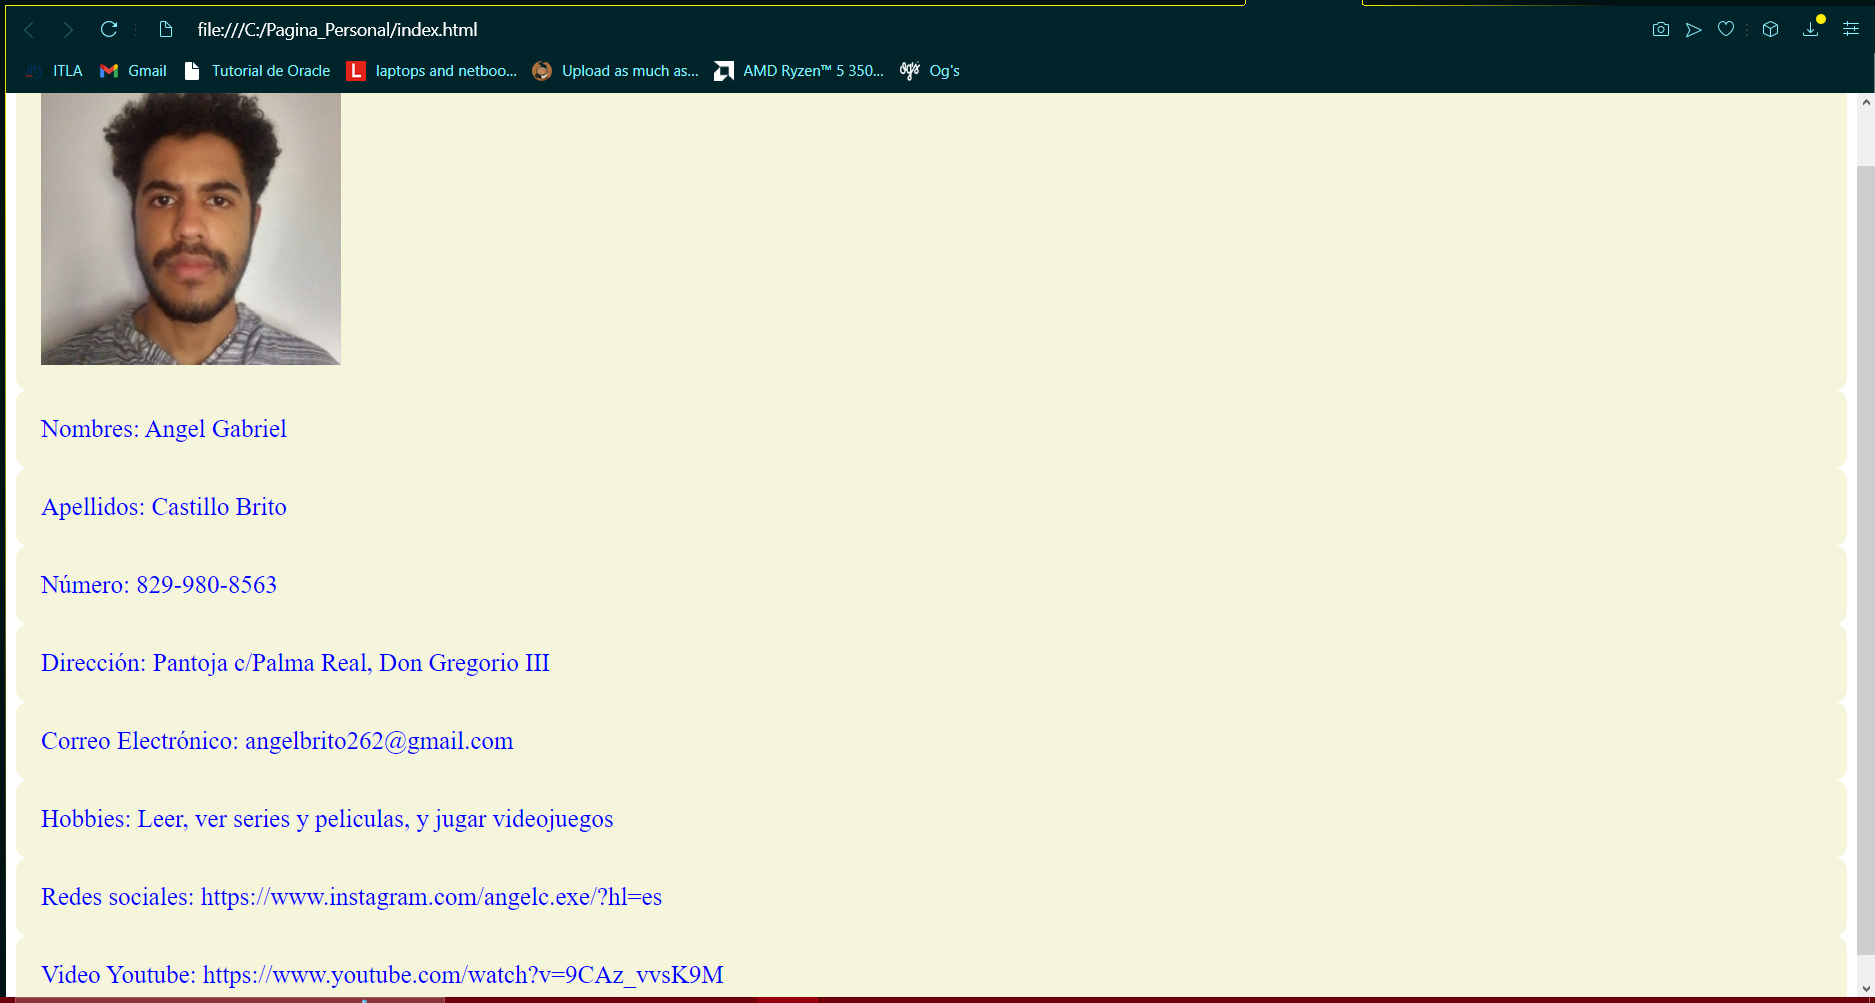 file:///C:/Pagina_Personal/index.html
my ITLA Gmail Tutorial de Oracle L laptops and netboo... Upload as much as... AMD Ryzen™ 5 350... Og's Og's
Nombres: Angel Gabriel
Apellidos: Castillo Brito
Número: 829-980-8563
Dirección: Pantoja c/Palma Real, Don Gregorio III
Correo Electrónico: angelbrito262@gmail.com
Hobbies: Leer, ver series y peliculas, y jugar videojuegos
Redes sociales: https://www.instagram.com/angelc.exe/?hl=es
Video Youtube: https://www.youtube.com/watch?v=9CAz_vvsK9M